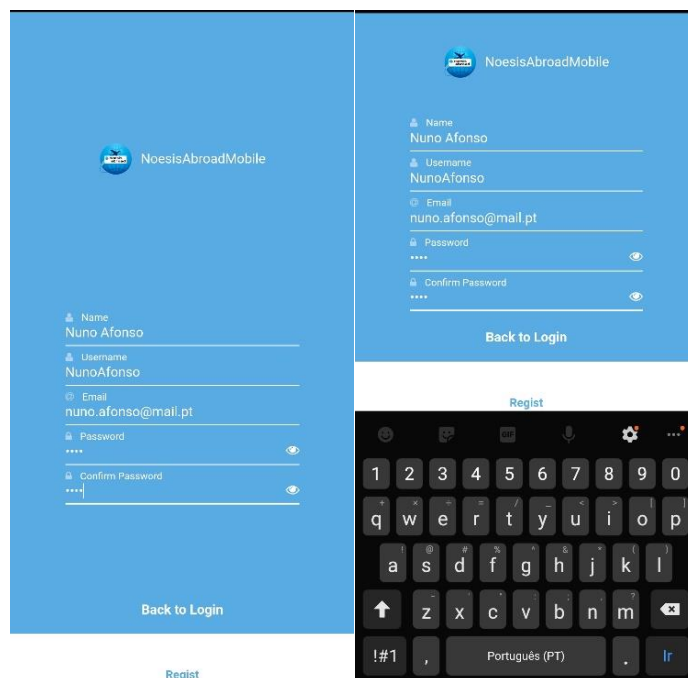 NoesisAbroadMobile
Name
Nuno Afonso
Username
NunoAfonso
@ Email
nuno.afonso@mail.pt
Password
••••
Confirm Password
••••
Back to Login
Regist
NoesisAbroadMobile
Name
Nuno Afonso
Username
NunoAfonso
@ Email
nuno.afonso@mail.pt
Password
••••
Confirm Password
••••
Back to Login
Regist
GIF
1 2 3 4 5 6 7 8 9 0
q w e r t y u i o p
a s d f g h j k l
z x c v b n m
!#1 , Português (PT) . Ir